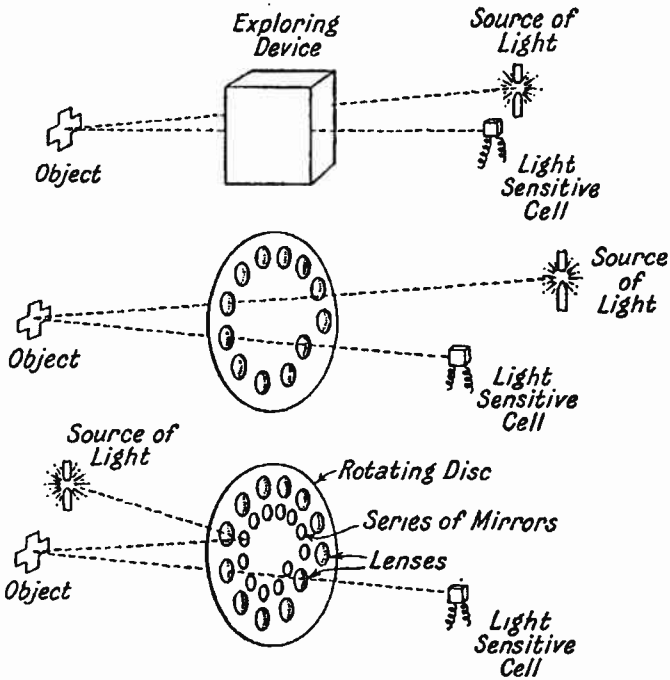 Exploring
Device
Source of
Light
Object
Light
Sensitive
Cell
Source
of
Light
Object
Light
Sensitive
Cell
Source of
Light
Rotating Disc
Series of Mirrors
Lenses
Object
Light
Sensitive
Cell